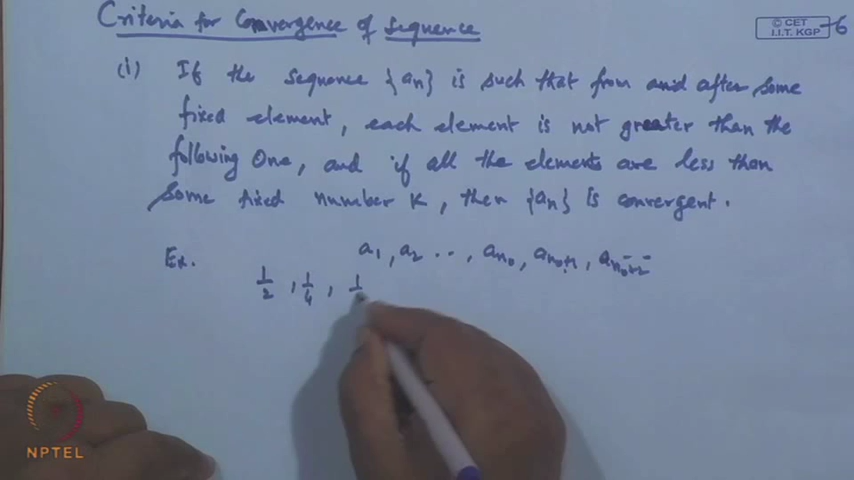 Criteria for Convergence of Sequence
© CET
I.I.T. KGP
6
(i) If the sequence {an} is such that from and after some
fixed element, each element is not greater than the
following one, and if all the elements are less than
some fixed number K, then {an} is convergent.
Ex. a1, a2 ..., an0, an0+1, an0+2 --
1/2, 1/4, 1
NPTEL